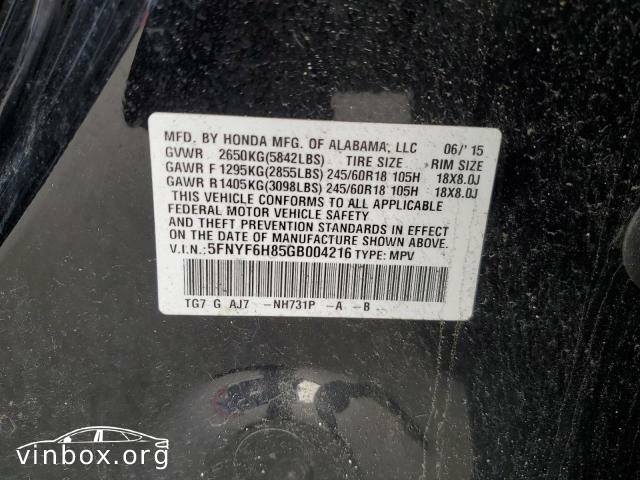 MFD. BY HONDA MFG. OF ALABAMA, LLC 06/'15
GVWR 2650KG(5842LBS) TIRE SIZE RIM SIZE
GAWR F 1295KG(2855LBS) 245/60R18 105H 18X8.0J
GAWR R1405KG(3098LBS) 245/60R18 105H 18X8.0J
THIS VEHICLE CONFORMS TO ALL APPLICABLE
FEDERAL MOTOR VEHICLE SAFETY
AND THEFT PREVENTION STANDARDS IN EFFECT
ON THE DATE OF MANUFACTURE SHOWN ABOVE.
V.I.N.: 5FNYF6H85GB004216 TYPE: MPV
TG7 G AJ7 -NH731P -A -B
vinbox.org